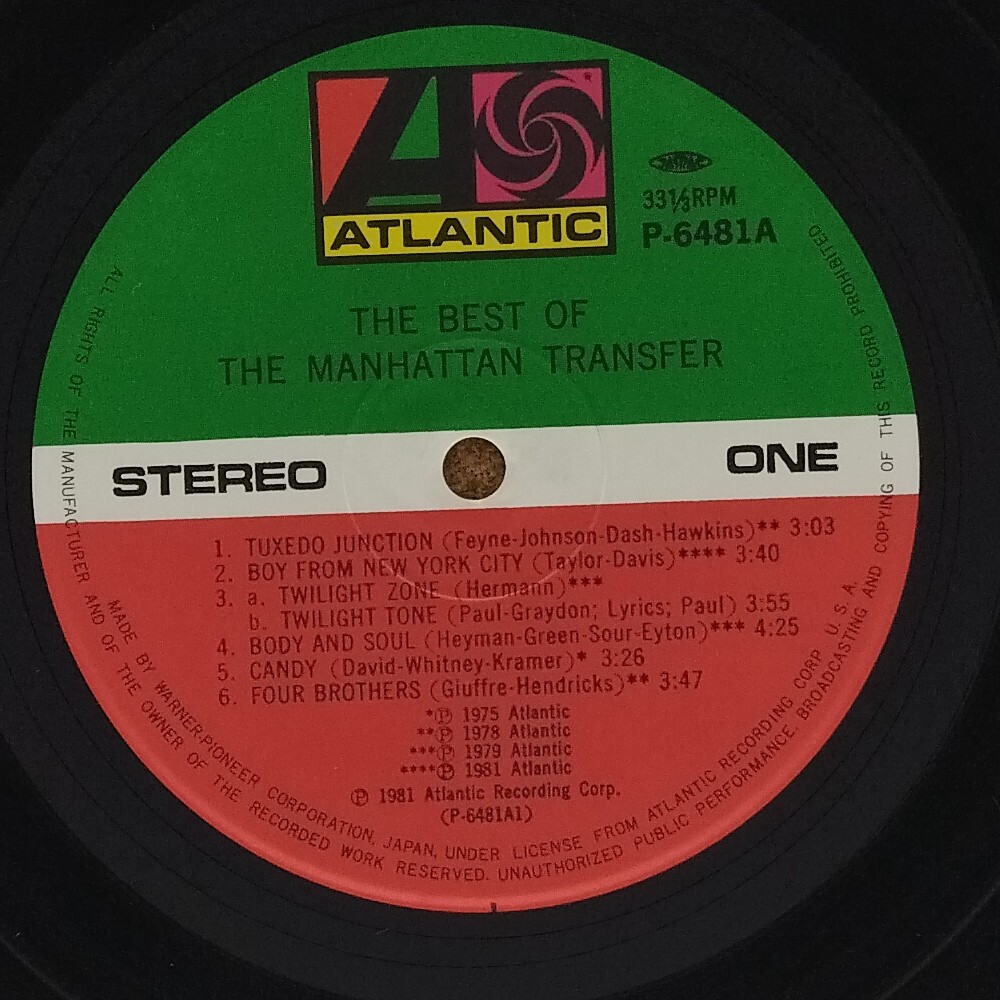 ATLANTIC
JASRAC
33⅓RPM
P-6481A
THE BEST OF
THE MANHATTAN TRANSFER
STEREO
ONE
1. TUXEDO JUNCTION (Feyne-Johnson-Dash-Hawkins)** 3:03
2. BOY FROM NEW YORK CITY (Taylor-Davis)**** 3:40
3. a. TWILIGHT ZONE (Hermann)***
b. TWILIGHT TONE (Paul-Graydon; Lyrics; Paul) 3:55
4. BODY AND SOUL (Heyman-Green-Sour-Eyton)*** 4:25
5. CANDY (David-Whitney-Kramer)* 3:26
6. FOUR BROTHERS (Giuffre-Hendricks)** 3:47
*℗ 1975 Atlantic
**℗ 1978 Atlantic
***℗ 1979 Atlantic
****℗ 1981 Atlantic
℗ 1981 Atlantic Recording Corp.
(P-6481A1)
MADE BY WARNER-PIONEER CORPORATION, JAPAN, UNDER LICENSE FROM ATLANTIC RECORDING CORP U. S. A.
ALL RIGHTS OF THE MANUFACTURER AND OF THE OWNER OF THE RECORDED WORK RESERVED. UNAUTHORIZED PUBLIC PERFORMANCE, BROADCASTING AND COPYING OF THIS RECORD PROHIBITED